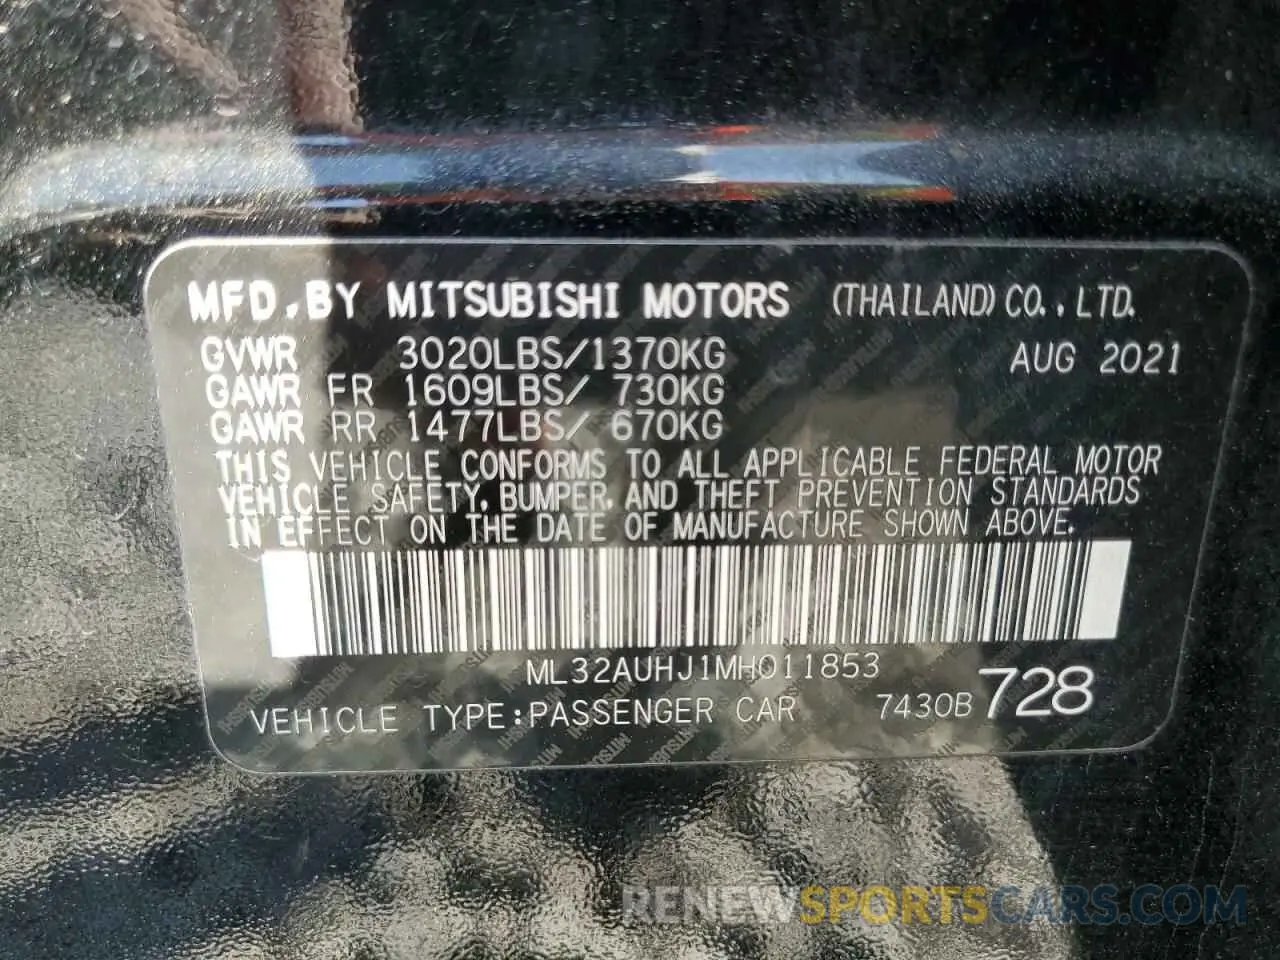 MFD.BY MITSUBISHI MOTORS (THAILAND) CO., LTD.
GVWR 3020LBS/1370KG AUG 2021
GAWR FR 1609LBS/ 730KG
GAWR RR 1477LBS/ 670KG
THIS VEHICLE CONFORMS TO ALL APPLICABLE FEDERAL MOTOR
VEHICLE SAFETY, BUMPER, AND THEFT PREVENTION STANDARDS
IN EFFECT ON THE DATE OF MANUFACTURE SHOWN ABOVE.
ML32AUHJ1MH011853
VEHICLE TYPE:PASSENGER CAR 7430B 728
RENEWSPORTSCARS.COM